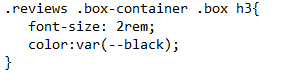 .reviews .box-container .box h3{
    font-size: 2rem;
    color:var(--black);
}